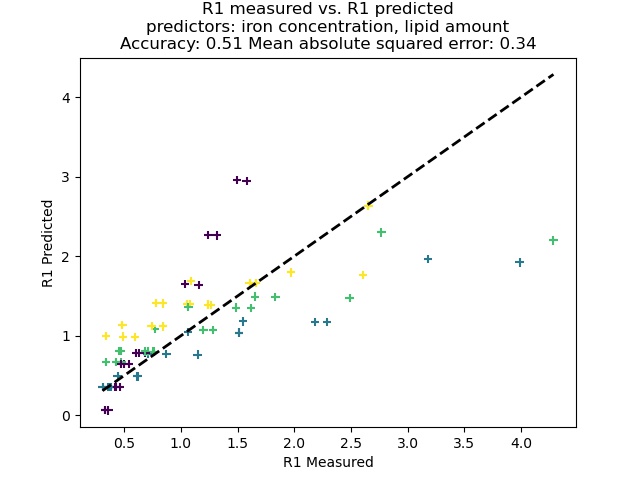 R1 measured vs. R1 predicted
predictors: iron concentration, lipid amount
Accuracy: 0.51 Mean absolute squared error: 0.34
4
3
2
1
0
R1 Predicted
0.5 1.0 1.5 2.0 2.5 3.0 3.5 4.0
R1 Measured